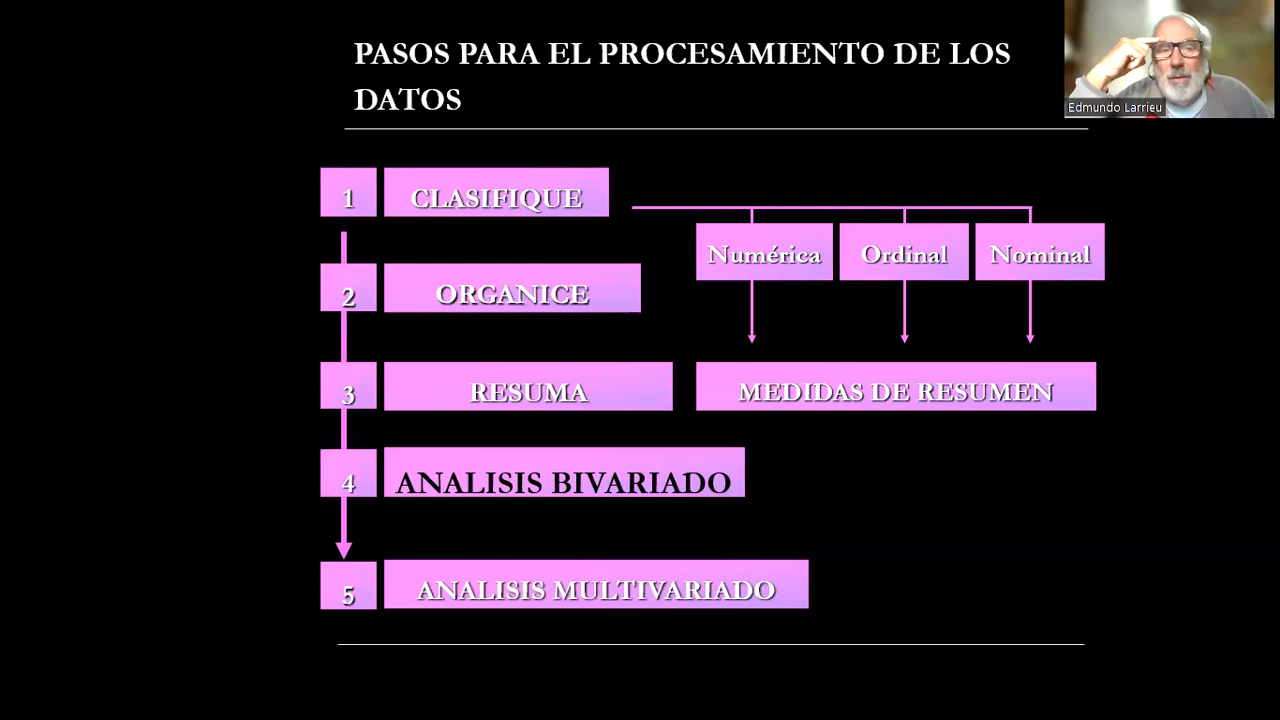 PASOS PARA EL PROCESAMIENTO DE LOS
DATOS
Edmundo Larrieu
1 CLASIFIQUE
Numérica Ordinal Nominal
2 ORGANICE
3 RESUMA MEDIDAS DE RESUMEN
4 ANALISIS BIVARIADO
5 ANALISIS MULTIVARIADO